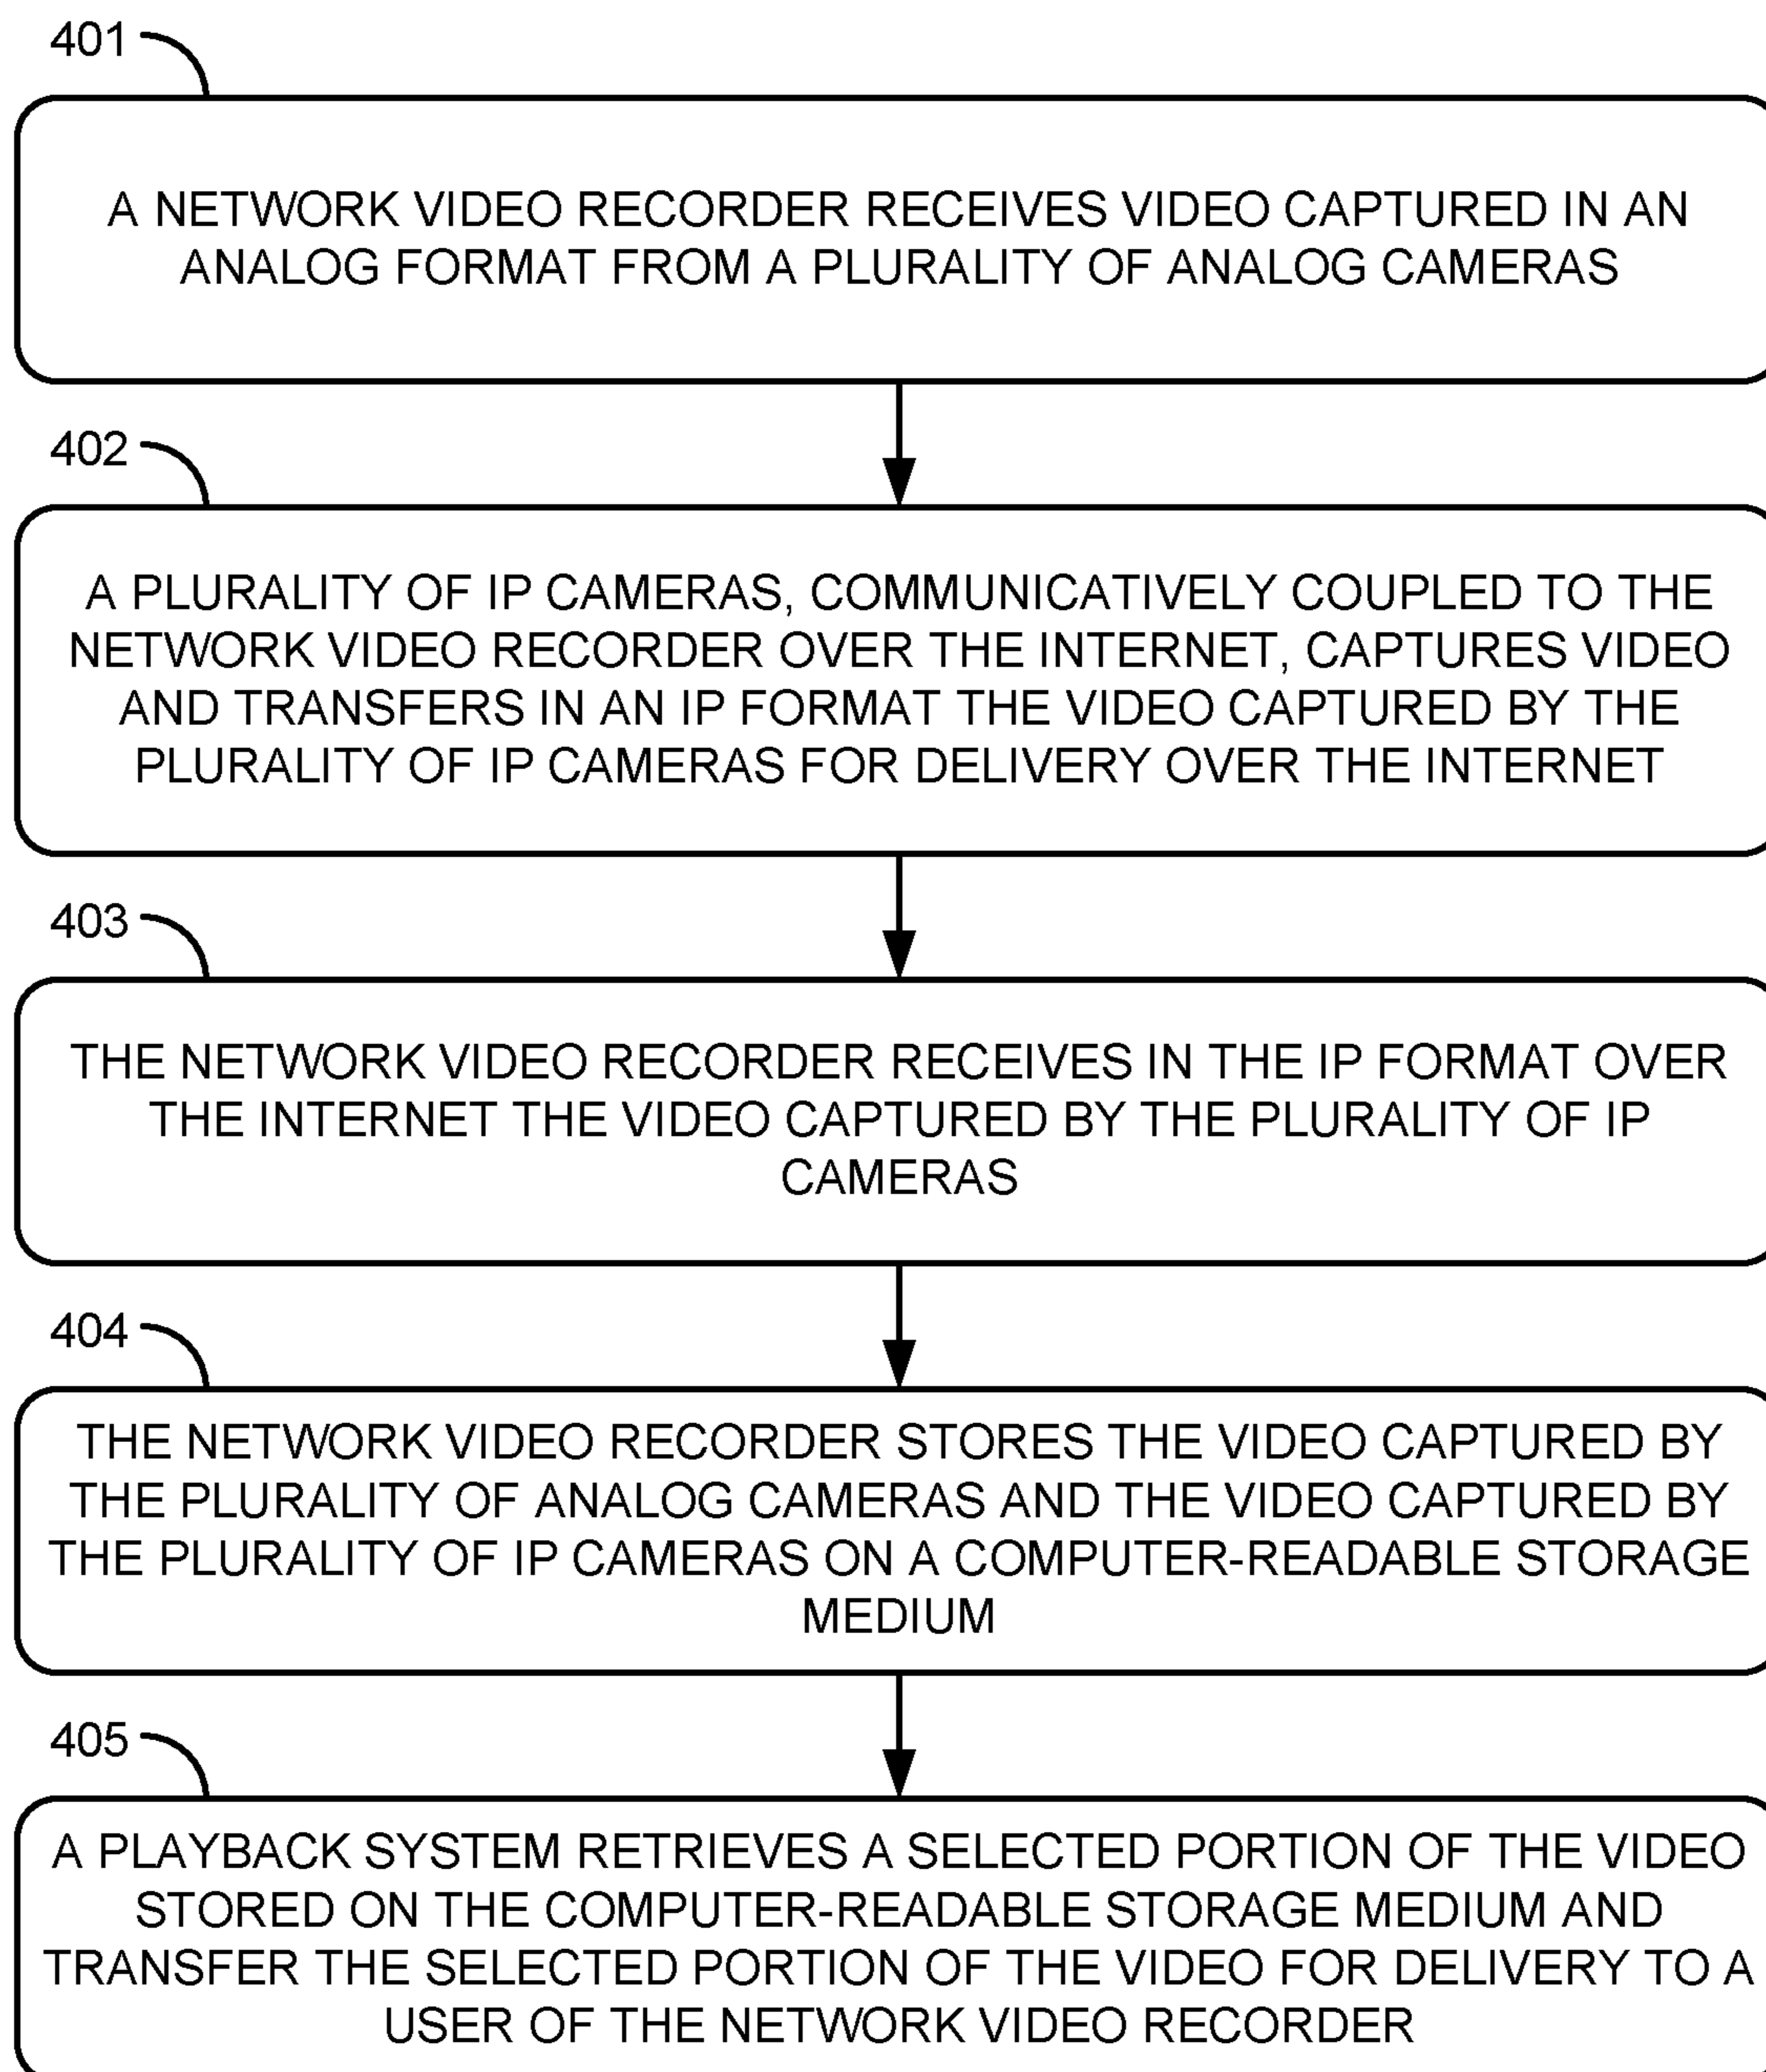 401
A NETWORK VIDEO RECORDER RECEIVES VIDEO CAPTURED IN AN
ANALOG FORMAT FROM A PLURALITY OF ANALOG CAMERAS
402
A PLURALITY OF IP CAMERAS, COMMUNICATIVELY COUPLED TO THE
NETWORK VIDEO RECORDER OVER THE INTERNET, CAPTURES VIDEO
AND TRANSFERS IN AN IP FORMAT THE VIDEO CAPTURED BY THE
PLURALITY OF IP CAMERAS FOR DELIVERY OVER THE INTERNET
403
THE NETWORK VIDEO RECORDER RECEIVES IN THE IP FORMAT OVER
THE INTERNET THE VIDEO CAPTURED BY THE PLURALITY OF IP
CAMERAS
404
THE NETWORK VIDEO RECORDER STORES THE VIDEO CAPTURED BY
THE PLURALITY OF ANALOG CAMERAS AND THE VIDEO CAPTURED BY
THE PLURALITY OF IP CAMERAS ON A COMPUTER-READABLE STORAGE
MEDIUM
405
A PLAYBACK SYSTEM RETRIEVES A SELECTED PORTION OF THE VIDEO
STORED ON THE COMPUTER-READABLE STORAGE MEDIUM AND
TRANSFER THE SELECTED PORTION OF THE VIDEO FOR DELIVERY TO A
USER OF THE NETWORK VIDEO RECORDER